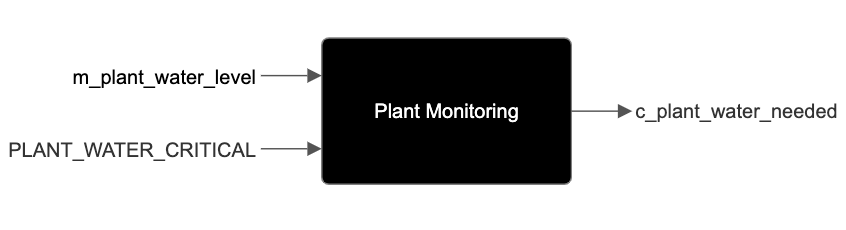 m_plant_water_level
PLANT_WATER_CRITICAL
Plant Monitoring
c_plant_water_needed